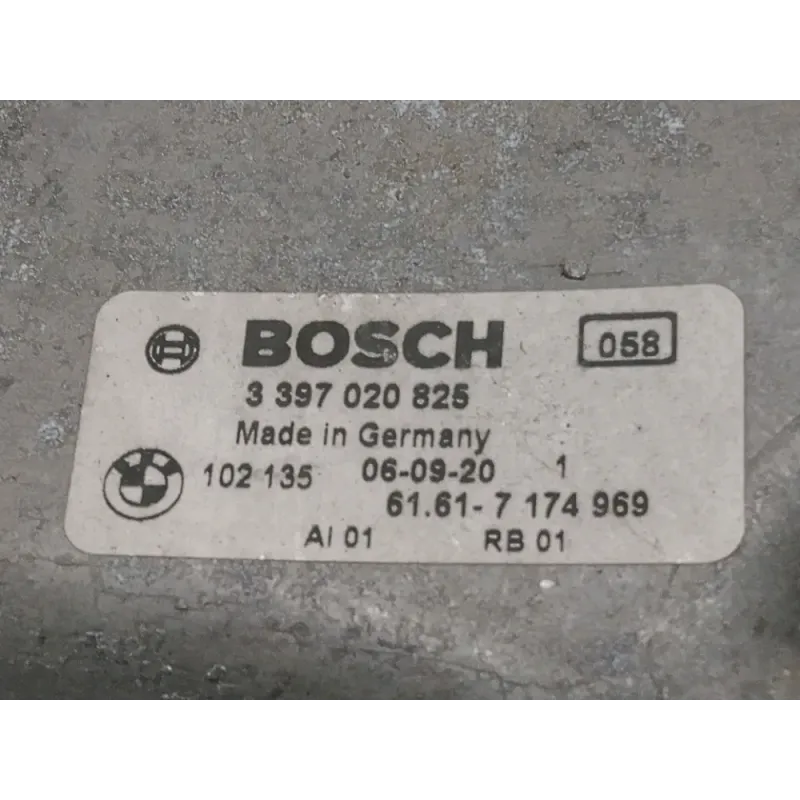 BOSCH 058
3 397 020 825
Made in Germany
102 135 06-09-20 1
61.61- 7 174 969
AI 01 RB 01